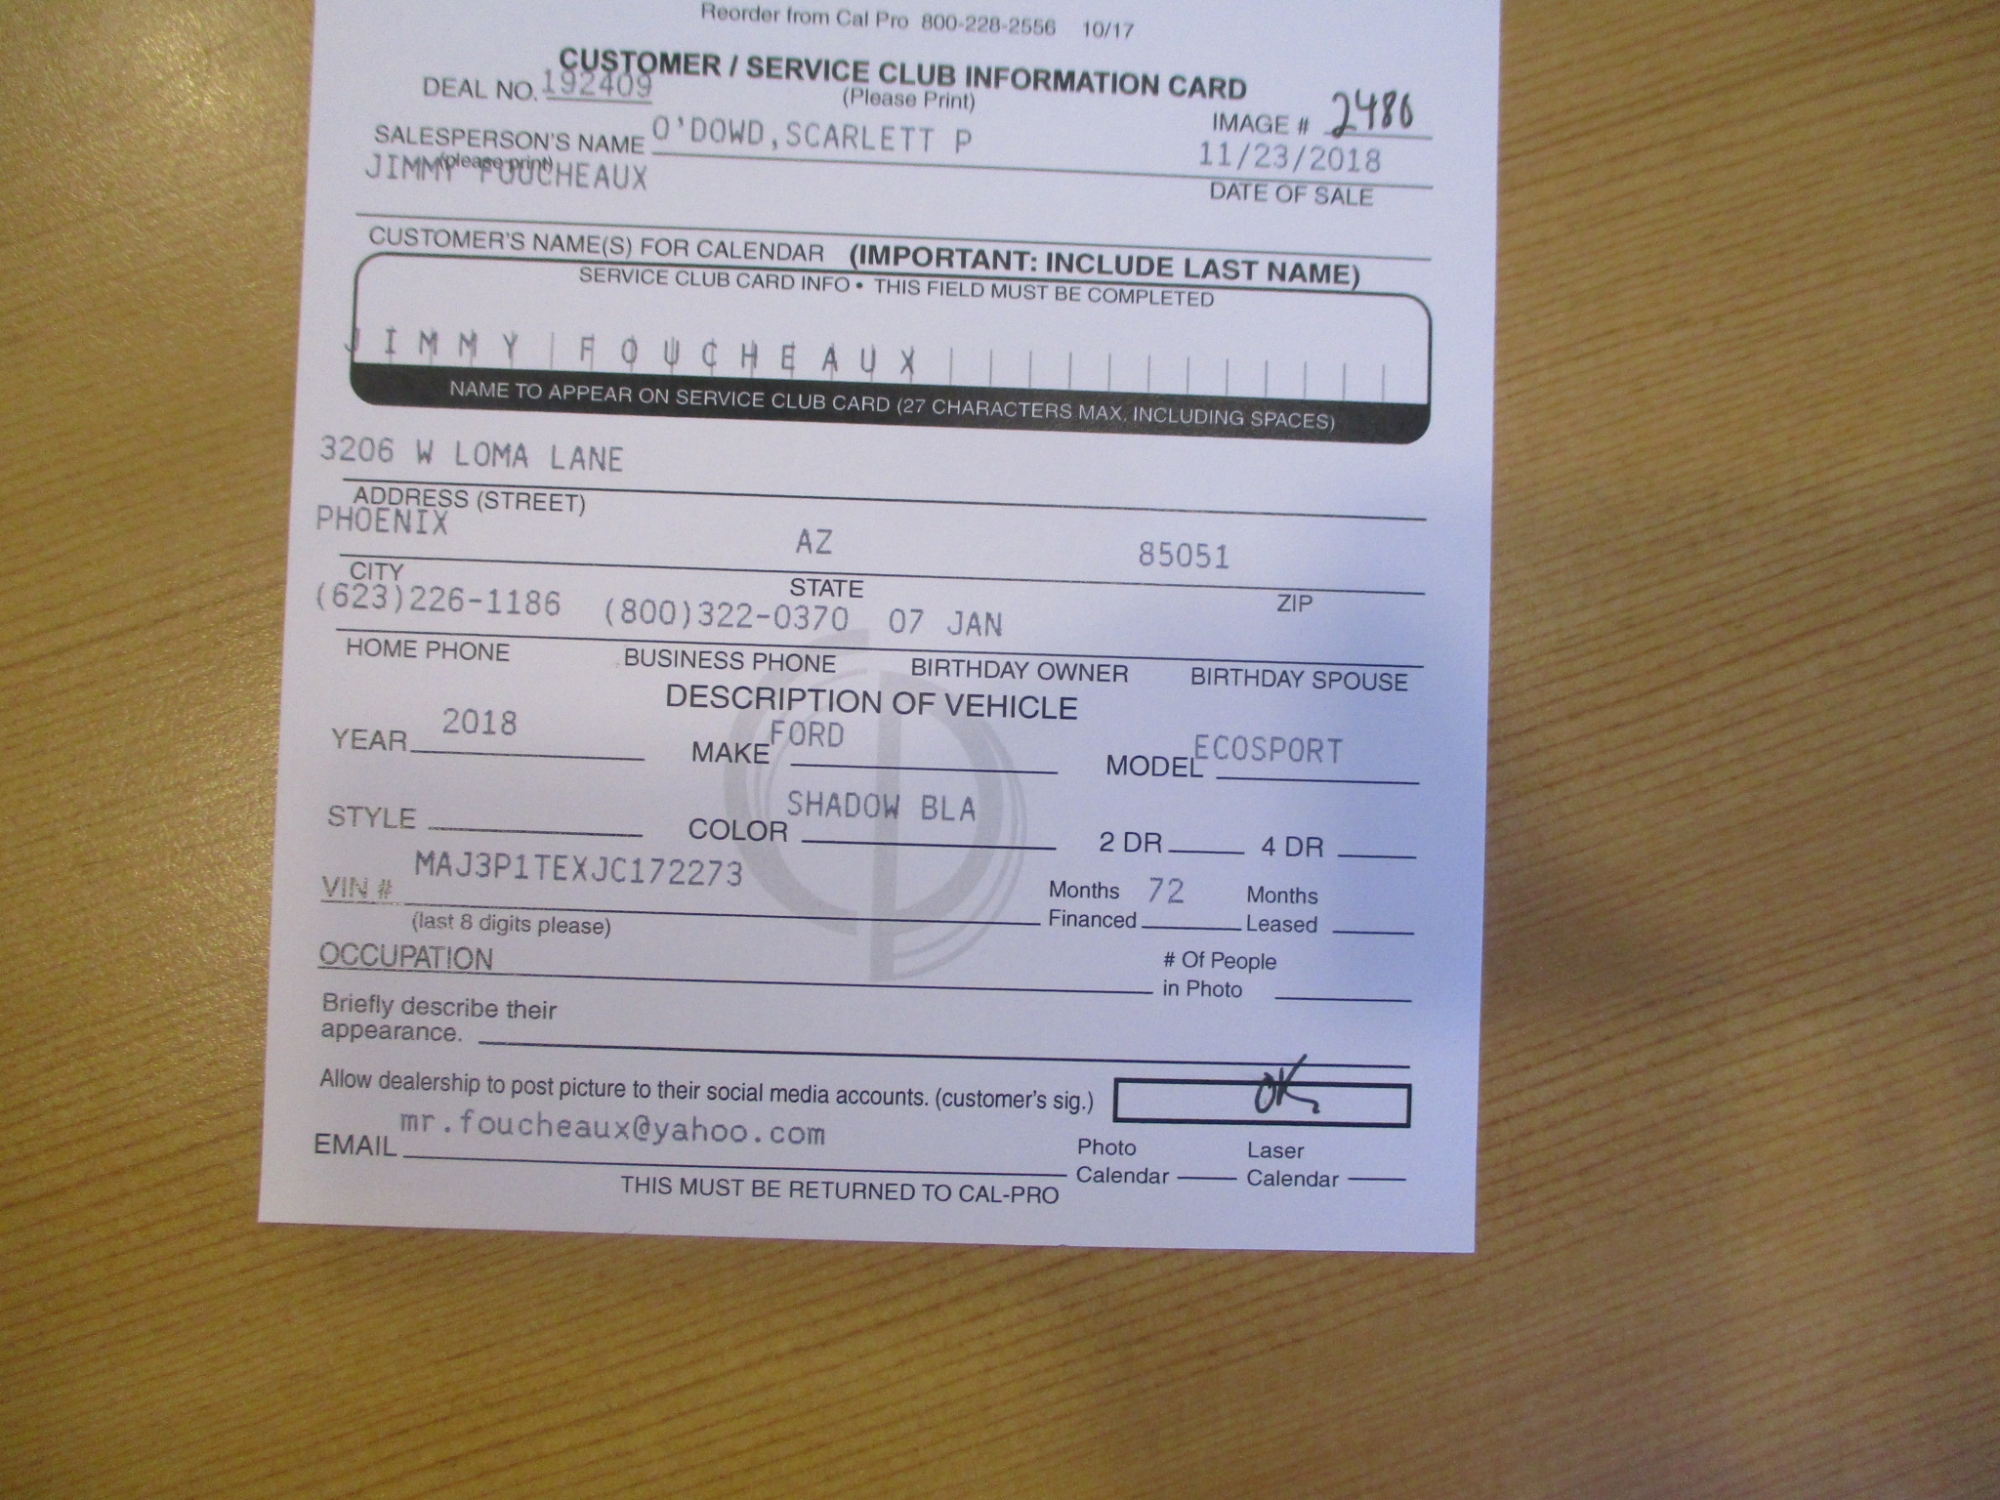 Reorder from Cal Pro 800-228-2556 10/17
CUSTOMER / SERVICE CLUB INFORMATION CARD
DEAL NO. 192409 (Please Print)
IMAGE # 2486
SALESPERSON'S NAME O'DOWD,SCARLETT P 11/23/2018
(please print) DATE OF SALE
JIMMY FOUCHEAUX
CUSTOMER'S NAME(S) FOR CALENDAR (IMPORTANT: INCLUDE LAST NAME)
SERVICE CLUB CARD INFO • THIS FIELD MUST BE COMPLETED
JIMMY FOUCHEAUX
NAME TO APPEAR ON SERVICE CLUB CARD (27 CHARACTERS MAX, INCLUDING SPACES)
3206 W LOMA LANE
ADDRESS (STREET)
PHOENIX AZ 85051
CITY STATE ZIP
(623)226-1186 (800)322-0370 07 JAN
HOME PHONE BUSINESS PHONE BIRTHDAY OWNER BIRTHDAY SPOUSE
DESCRIPTION OF VEHICLE
YEAR 2018 MAKE FORD MODEL ECOSPORT
STYLE COLOR SHADOW BLA 2 DR 4 DR
VIN # MAJ3P1TEXJC172273 Months Financed 72 Months Leased
(last 8 digits please)
OCCUPATION # Of People in Photo
Briefly describe their
appearance.
Allow dealership to post picture to their social media accounts. (customer's sig.) OK
EMAIL mr.foucheaux@yahoo.com Photo Calendar Laser Calendar
THIS MUST BE RETURNED TO CAL-PRO